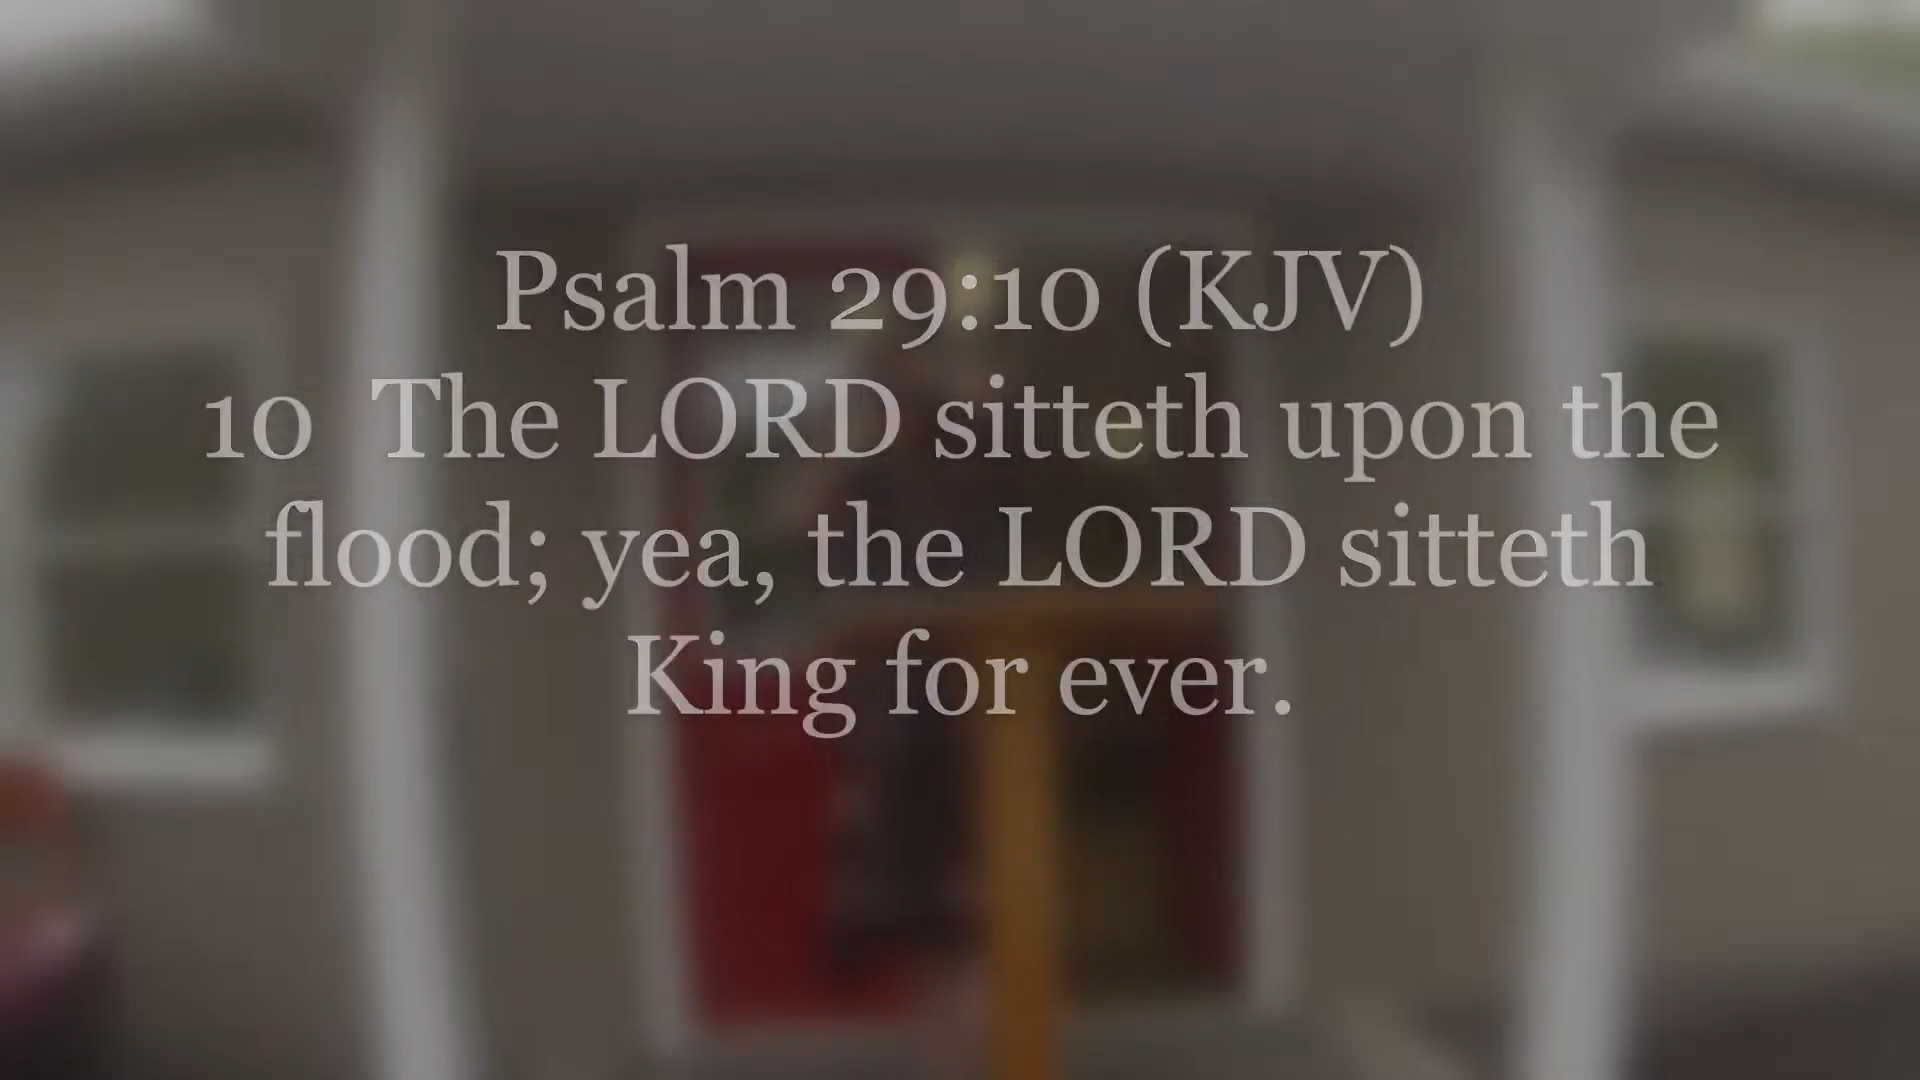 Psalm 29:10 (KJV)
10 The LORD sitteth upon the
flood; yea, the LORD sitteth
King for ever.